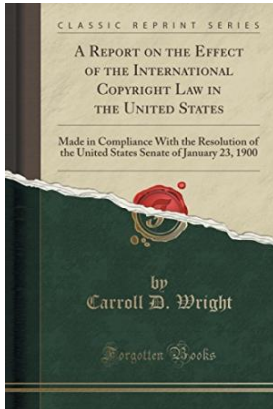 CLASSIC REPRINT SERIES
A REPORT ON THE EFFECT
OF THE INTERNATIONAL
COPYRIGHT LAW IN
THE UNITED STATES
Made in Compliance With the Resolution of
the United States Senate of January 23, 1900
F
by
Carroll D. Wright
Forgotten Books